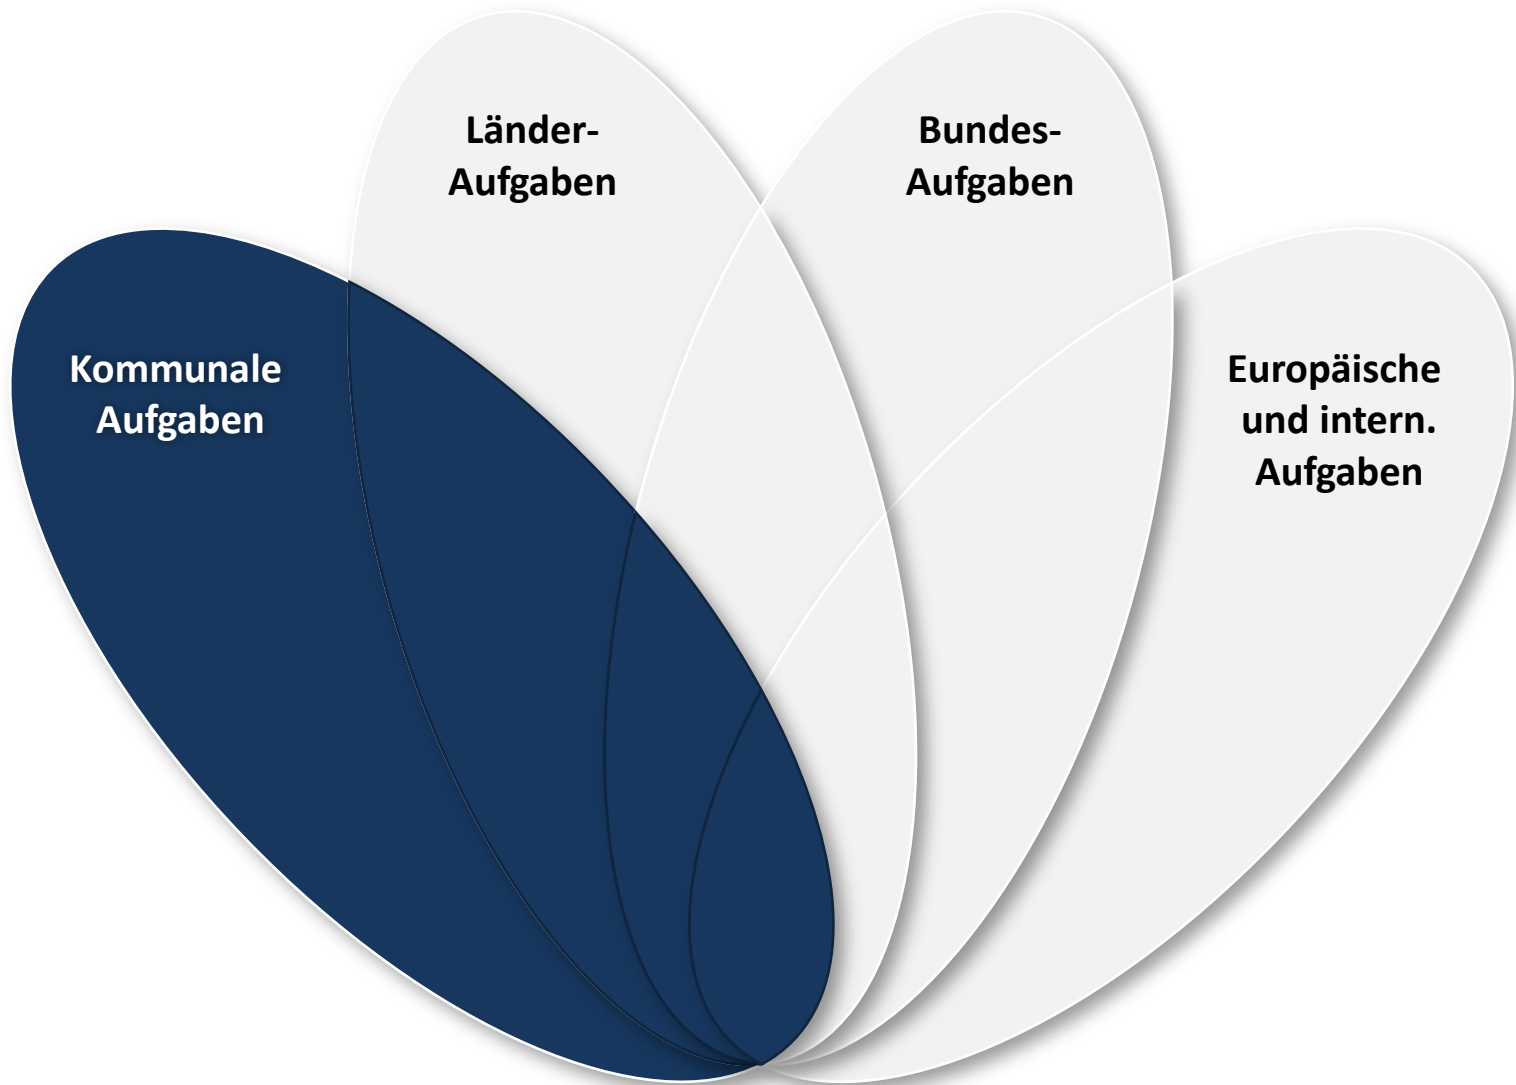 Länder-
Aufgaben
Bundes-
Aufgaben
Kommunale
Aufgaben
Europäische
und intern.
Aufgaben